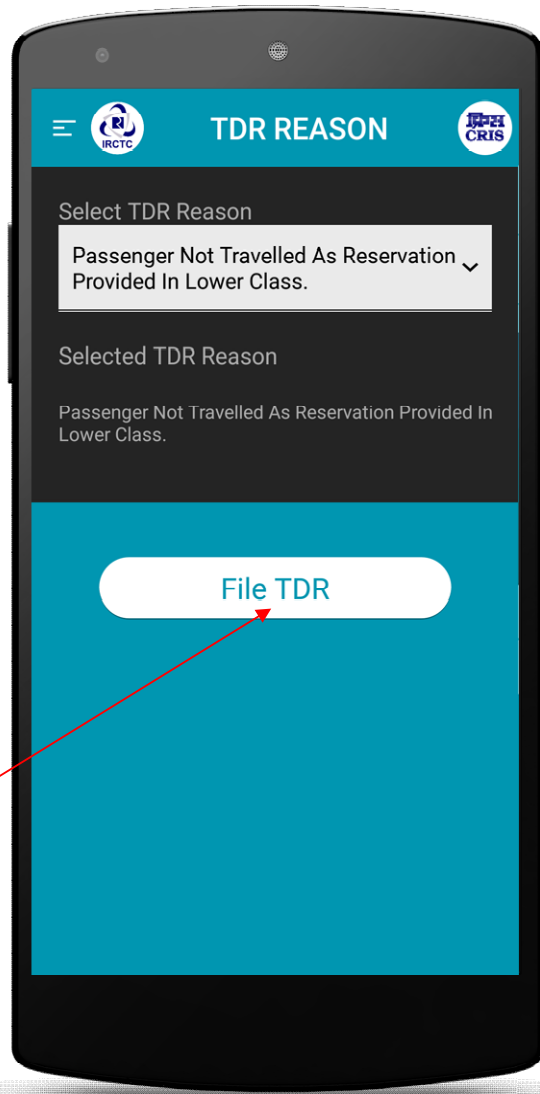 IRCTC
TDR REASON
क्रिस
CRIS
Select TDR Reason
Passenger Not Travelled As Reservation
Provided In Lower Class.
Selected TDR Reason
Passenger Not Travelled As Reservation Provided In
Lower Class.
File TDR